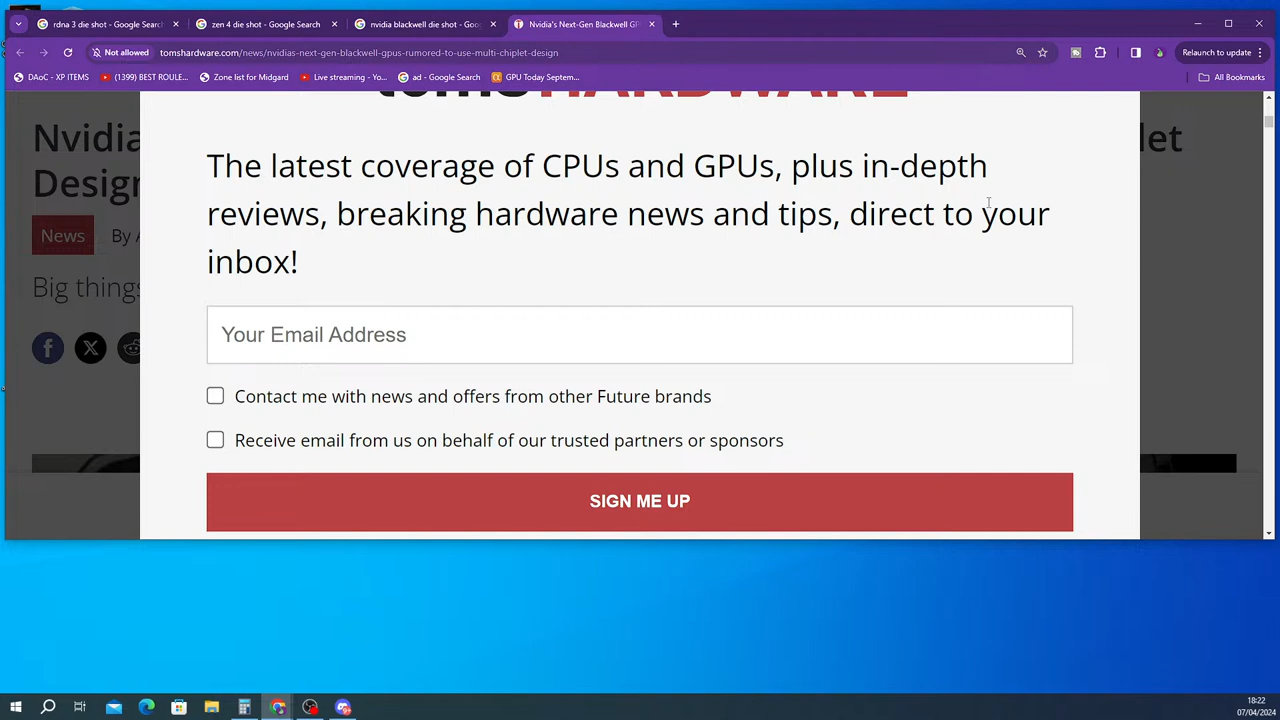 rdna 3 die shot - Google Search
zen 4 die shot - Google Search
nvidia blackwell die shot - Goo
Nvidia's Next-Gen Blackwell GP
Not allowed
tomshardware.com/news/nvidias-next-gen-blackwell-gpus-rumored-to-use-multi-chiplet-design
Relaunch to update
DAoC - XP ITEMS
(1399) BEST ROULE...
Zone list for Midgard
Live streaming - Yo...
ad - Google Search
GPU Today Septem...
All Bookmarks
toms HARDWARE
Nvidia
let
Design
News
By
Big things
The latest coverage of CPUs and GPUs, plus in-depth
reviews, breaking hardware news and tips, direct to your
inbox!
Your Email Address
Contact me with news and offers from other Future brands
Receive email from us on behalf of our trusted partners or sponsors
SIGN ME UP
18:22
07/04/2024